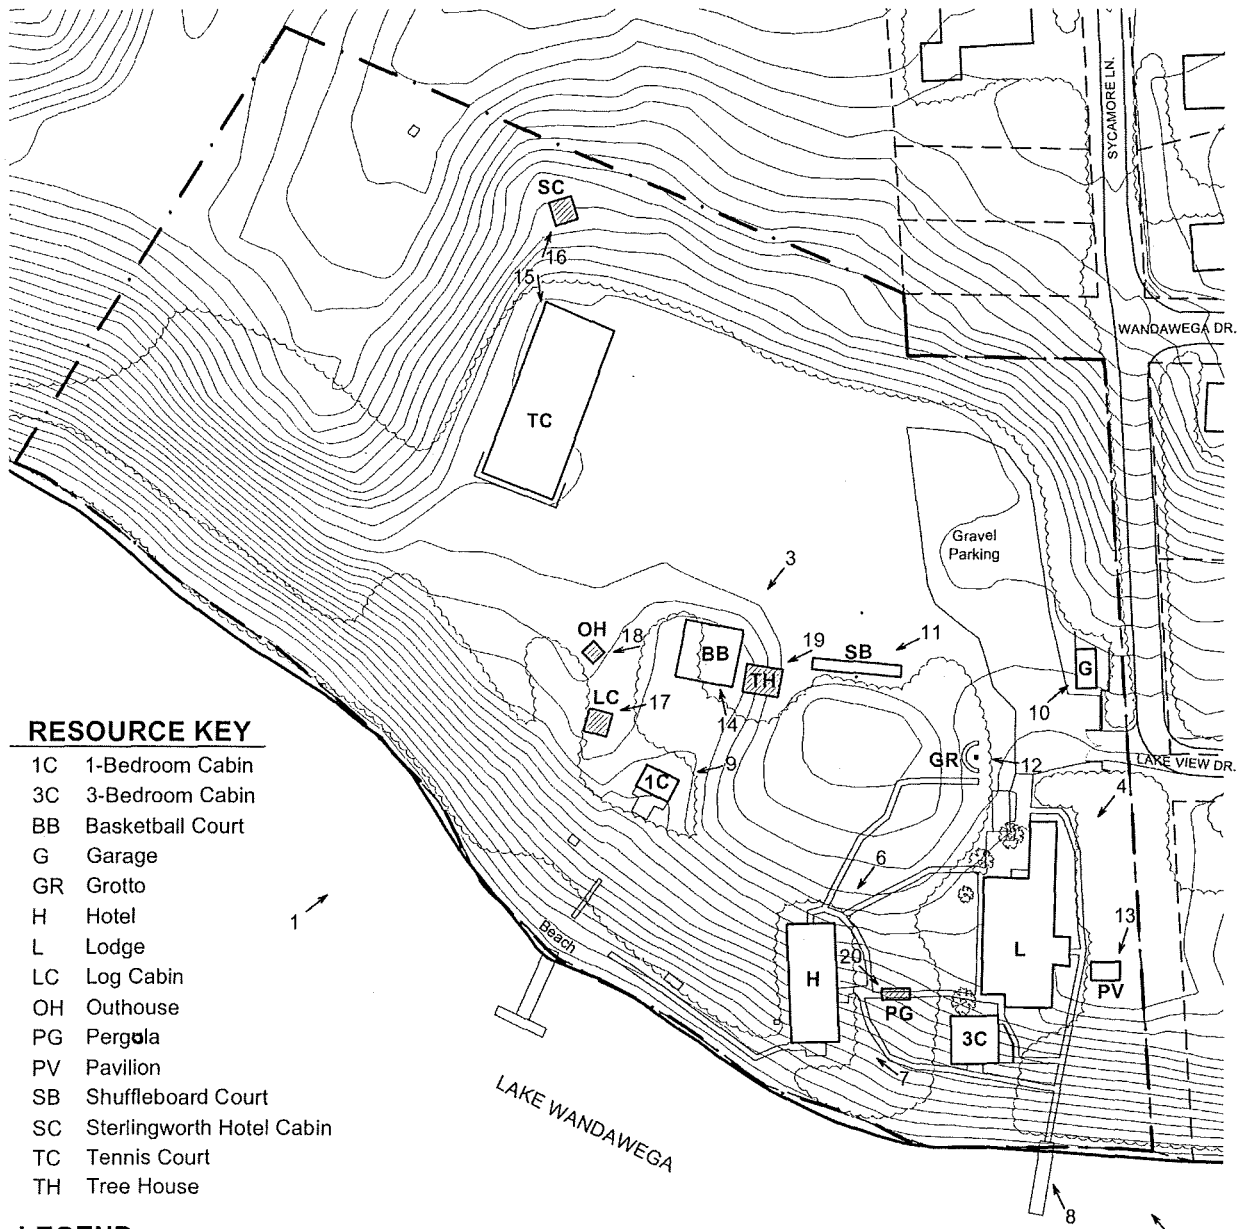 SYCAMORE LN.
SC
16
15
WANDAWEGA DR.
TC
Gravel
Parking
3
OH
18
BB
19
SB
11
TH
G
LC
17
14
10
RESOURCE KEY
1C 1-Bedroom Cabin
3C 3-Bedroom Cabin
BB Basketball Court
G Garage
GR Grotto
H Hotel
L Lodge
LC Log Cabin
OH Outhouse
PG Pergola
PV Pavilion
SB Shuffleboard Court
SC Sterlingworth Hotel Cabin
TC Tennis Court
TH Tree House
9
1C
GR
12
LAKE VIEW DR.
4
6
1
13
Beach
20
H
L
PV
PG
3C
7
LAKE WANDAWEGA
8